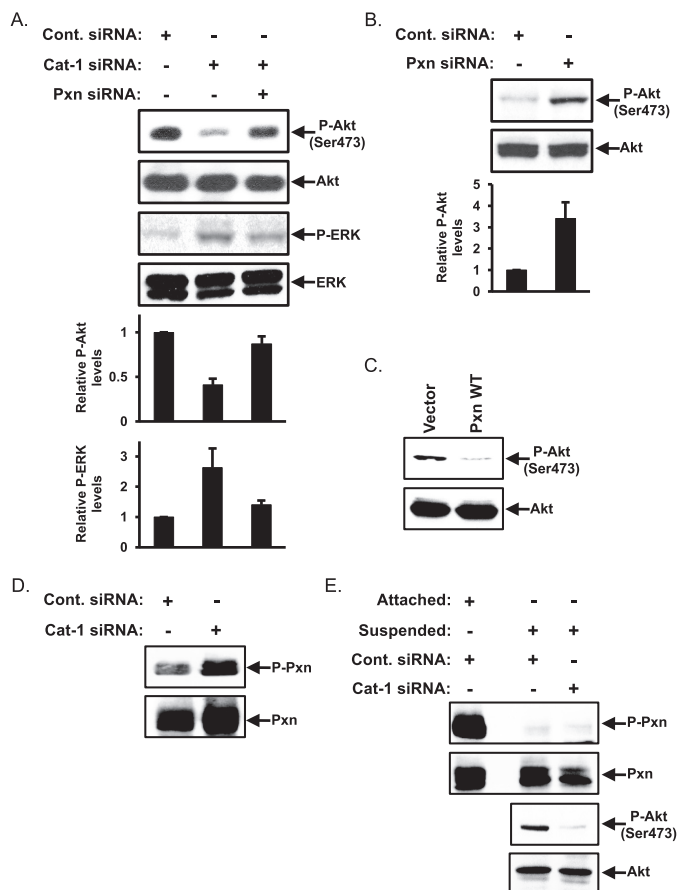 A.
Cont. siRNA: + - -
Cat-1 siRNA: - + +
Pxn siRNA: - - +
P-Akt
(Ser473)
Akt
P-ERK
ERK
Relative P-Akt
levels
1
0.5
0
Relative P-ERK
levels
3
2
1
0
B.
Cont. siRNA: + -
Pxn siRNA: - +
P-Akt
(Ser473)
Akt
Relative P-Akt
levels
5
4
3
2
1
0
C.
Vector
Pxn WT
P-Akt
(Ser473)
Akt
D.
Cont. siRNA: + -
Cat-1 siRNA: - +
P-Pxn
Pxn
E.
Attached: + - -
Suspended: - + +
Cont. siRNA: + + -
Cat-1 siRNA: - - +
P-Pxn
Pxn
P-Akt
(Ser473)
Akt